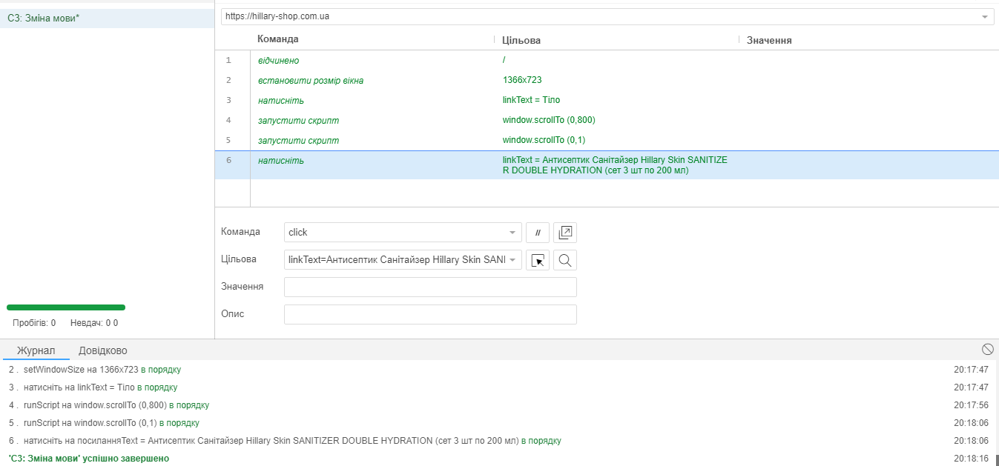 C3: Зміна мови*
https://hillary-shop.com.ua
Команда Цільова Значення
1 відчинено /
2 встановити розмір вікна 1366x723
3 натисніть linkText = Тіло
4 запустити скрипт window.scrollTo (0,800)
5 запустити скрипт window.scrollTo (0,1)
6 натисніть linkText = Антисептик Санітайзер Hillary Skin SANITIZE
R DOUBLE HYDRATION (сет 3 шт по 200 мл)
Команда click //
Цільова linkText=Антисептик Санітайзер Hillary Skin SANI
Значення
Опис
Пробігів: 0 Невдач: 0 0
Журнал Довідково
2 . setWindowSize на 1366x723 в порядку 20:17:47
3 . натисніть на linkText = Тіло в порядку 20:17:47
4 . runScript на window.scrollTo (0,800) в порядку 20:17:56
5 . runScript на window.scrollTo (0,1) в порядку 20:18:06
6 . натисніть на посиланняText = Антисептик Санітайзер Hillary Skin SANITIZER DOUBLE HYDRATION (сет 3 шт по 200 мл) в порядку 20:18:06
'C3: Зміна мови' успішно завершено 20:18:16